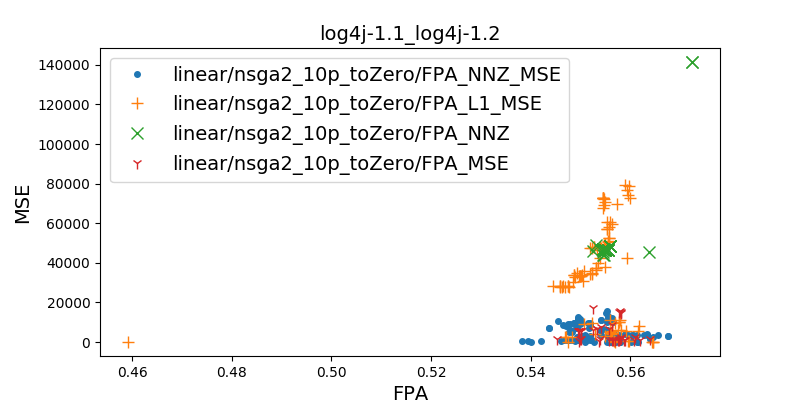 log4j-1.1_log4j-1.2
MSE
140000
120000
100000
80000
60000
40000
20000
0
linear/nsga2_10p_toZero/FPA_NNZ_MSE
linear/nsga2_10p_toZero/FPA_L1_MSE
linear/nsga2_10p_toZero/FPA_NNZ
linear/nsga2_10p_toZero/FPA_MSE
0.46 0.48 0.50 0.52 0.54 0.56
FPA